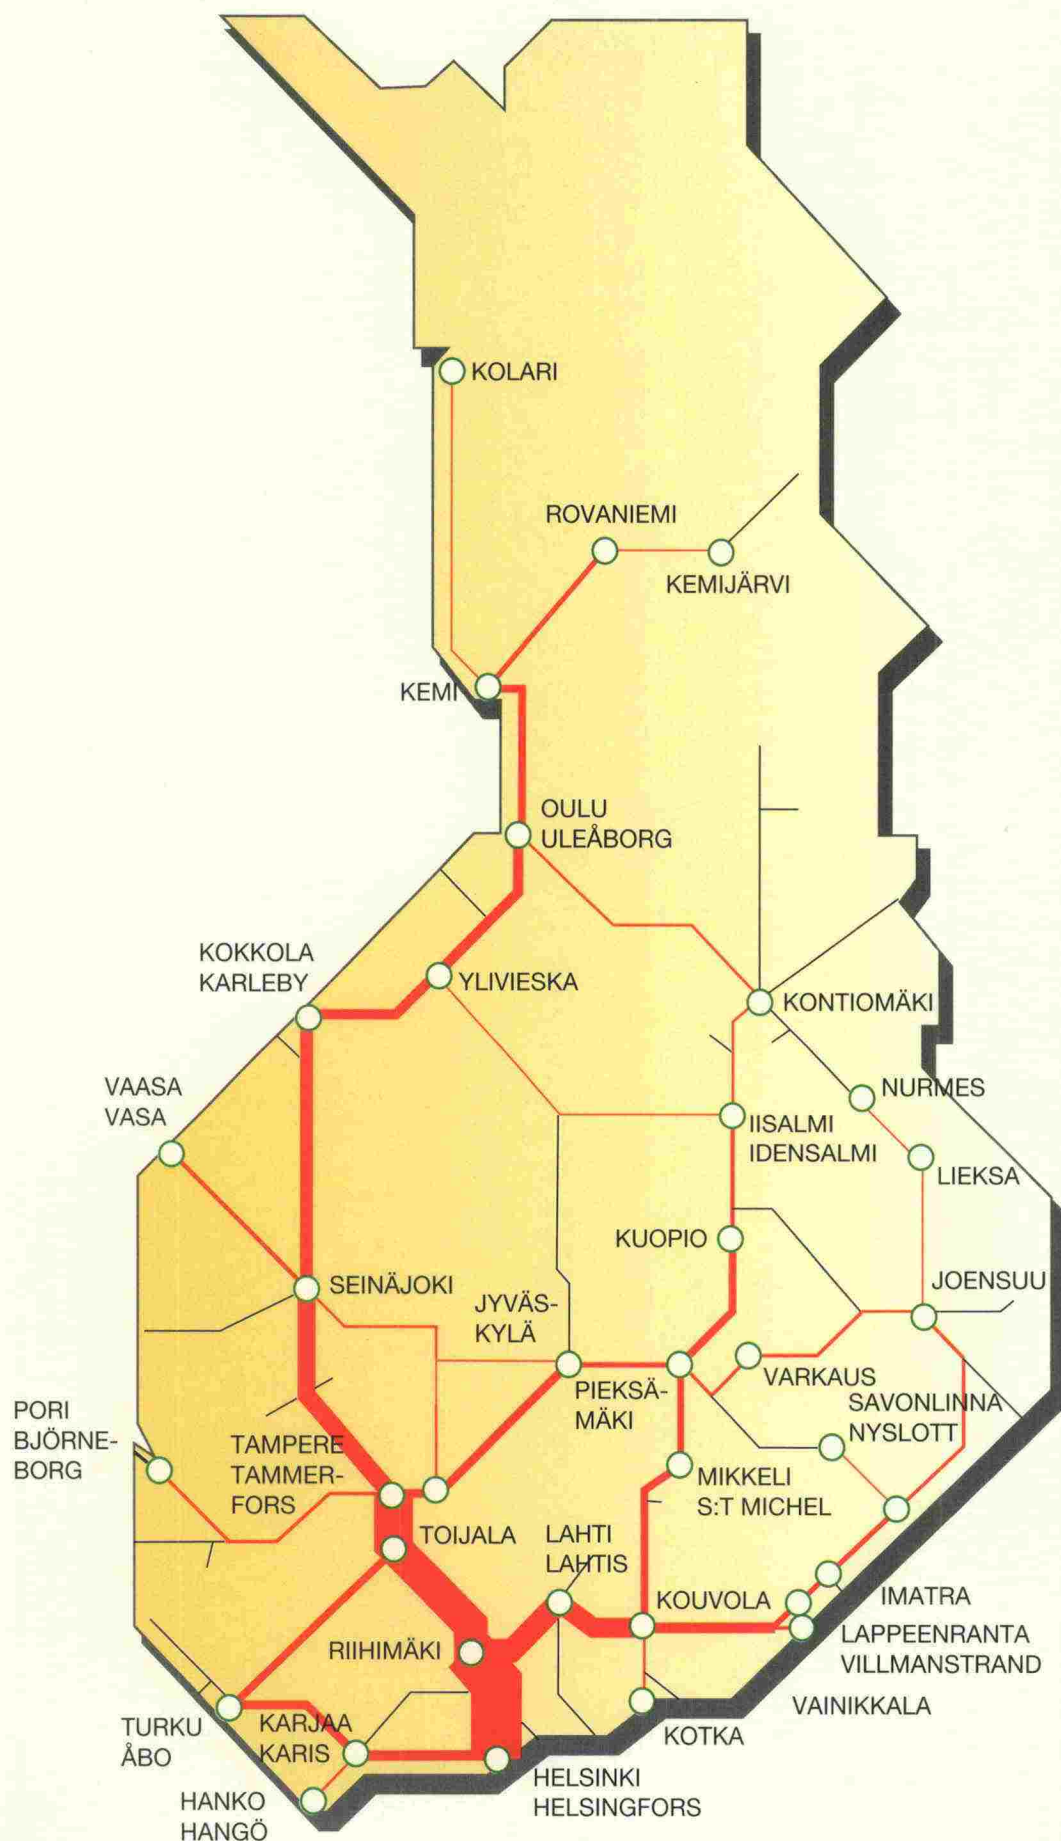 KOLARI
ROVANIEMI
KEMIJÄRVI
KEMI
OULU
ULEÅBORG
KOKKOLA
KARLEBY
YLIVIESKA
KONTIOMÄKI
VAASA
VASA
NURMES
IISALMI
IDENSALMI
LIEKSA
KUOPIO
SEINÄJOKI
JOENSUU
JYVÄS-
KYLÄ
VARKAUS
PIEKSÄ-
MÄKI
SAVONLINNA
NYSLOTT
PORI
BJÖRNE-
BORG
TAMPERE
TAMMER-
FORS
MIKKELI
S:T MICHEL
TOIJALA
LAHTI
LAHTIS
KOUVOLA
IMATRA
RIIHIMÄKI
LAPPEENRANTA
VILLMANSTRAND
VAINIKKALA
TURKU
ÅBO
KARJAA
KARIS
KOTKA
HELSINKI
HELSINGFORS
HANKO
HANGÖ